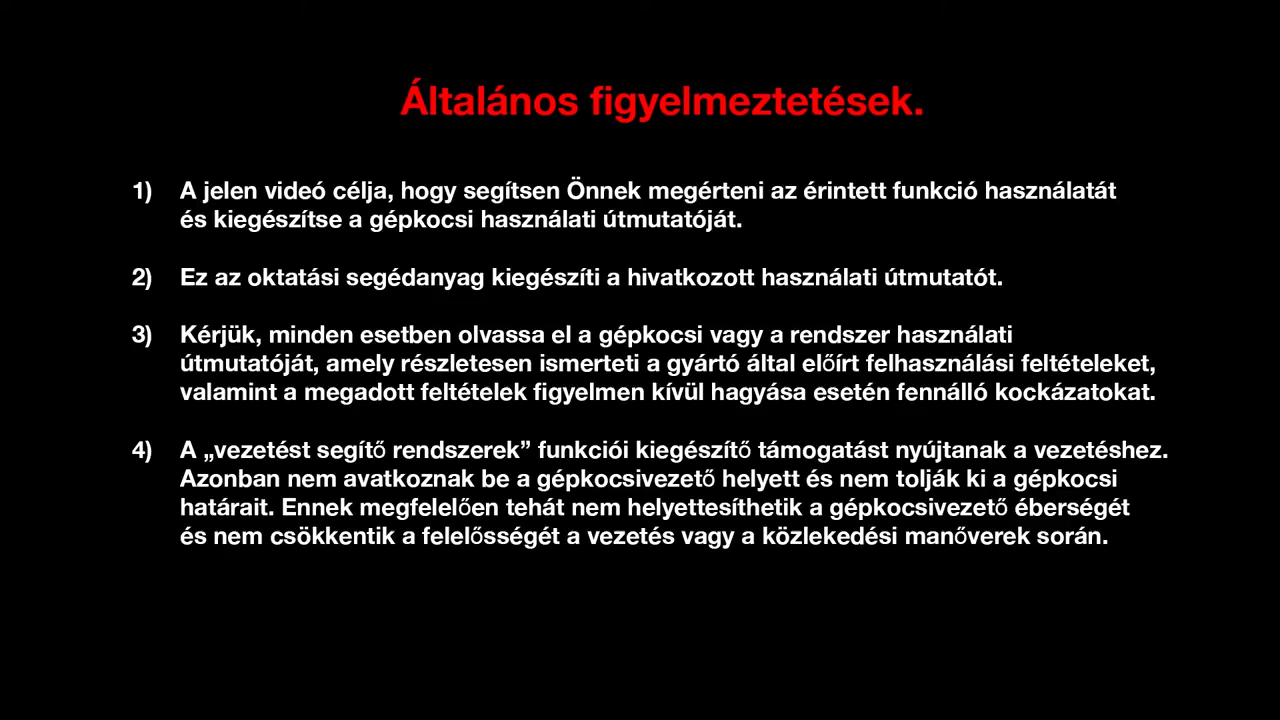 Általános figyelmeztetések.
1) A jelen videó célja, hogy segítsen Önnek megérteni az érintett funkció használatát
és kiegészítse a gépkocsi használati útmutatóját.
2) Ez az oktatási segédanyag kiegészíti a hivatkozott használati útmutatót.
3) Kérjük, minden esetben olvassa el a gépkocsi vagy a rendszer használati
útmutatóját, amely részletesen ismerteti a gyártó által előírt felhasználási feltételeket,
valamint a megadott feltételek figyelmen kívül hagyása esetén fennálló kockázatokat.
4) A „vezetést segítő rendszerek” funkciói kiegészítő támogatást nyújtanak a vezetéshez.
Azonban nem avatkoznak be a gépkocsivezető helyett és nem tolják ki a gépkocsi
határait. Ennek megfelelően tehát nem helyettesíthetik a gépkocsivezető éberségét
és nem csökkentik a felelősségét a vezetés vagy a közlekedési manőverek során.